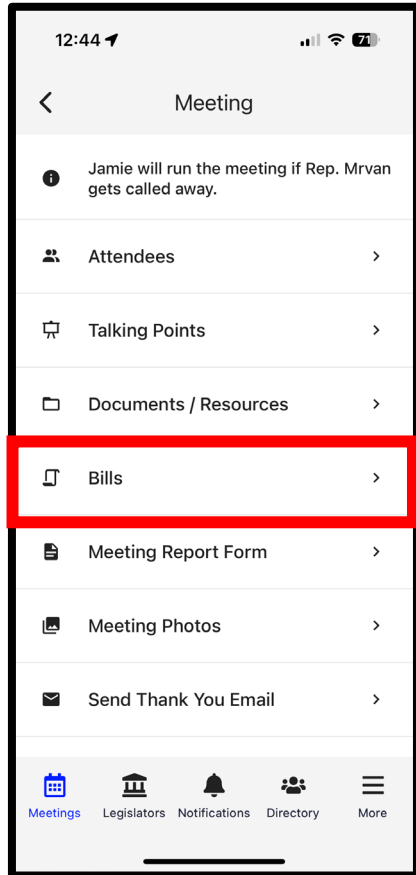 12:44
71
Meeting
Jamie will run the meeting if Rep. Mrvan
gets called away.
Attendees
Talking Points
Documents / Resources
Bills
Meeting Report Form
Meeting Photos
Send Thank You Email
Meetings Legislators Notifications Directory More